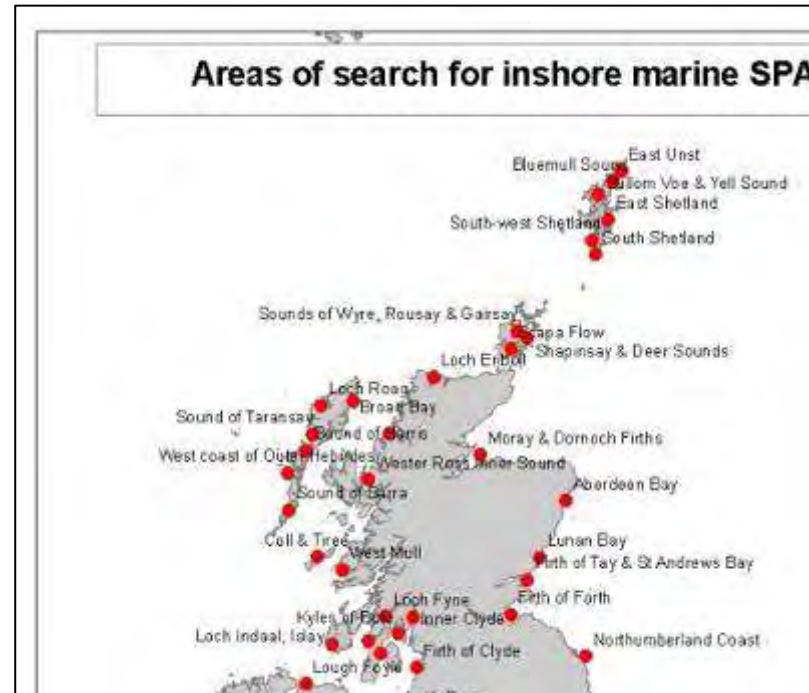 Areas of search for inshore marine SPA
East Unst
Bluemull Sound
Sullom Voe & Yell Sound
East Shetland
South-west Shetland
South Shetland
Sounds of Wyre, Rousay & Gairsay
Scapa Flow
Shapinsay & Deer Sounds
Loch Eriboll
Loch Roag
Broad Bay
Sound of Taransay
Sound of Harris
Moray & Dornoch Firths
West coast of Outer Hebrides
Wester Ross Inner Sound
Aberdeen Bay
Sound of Barra
Coll & Tiree
Lunan Bay
West Mull
Firth of Tay & St Andrews Bay
Loch Fyne
Firth of Forth
Kyles of Bute
Inner Clyde
Loch Indaal, Islay
Northumberland Coast
Firth of Clyde
Lough Foyle